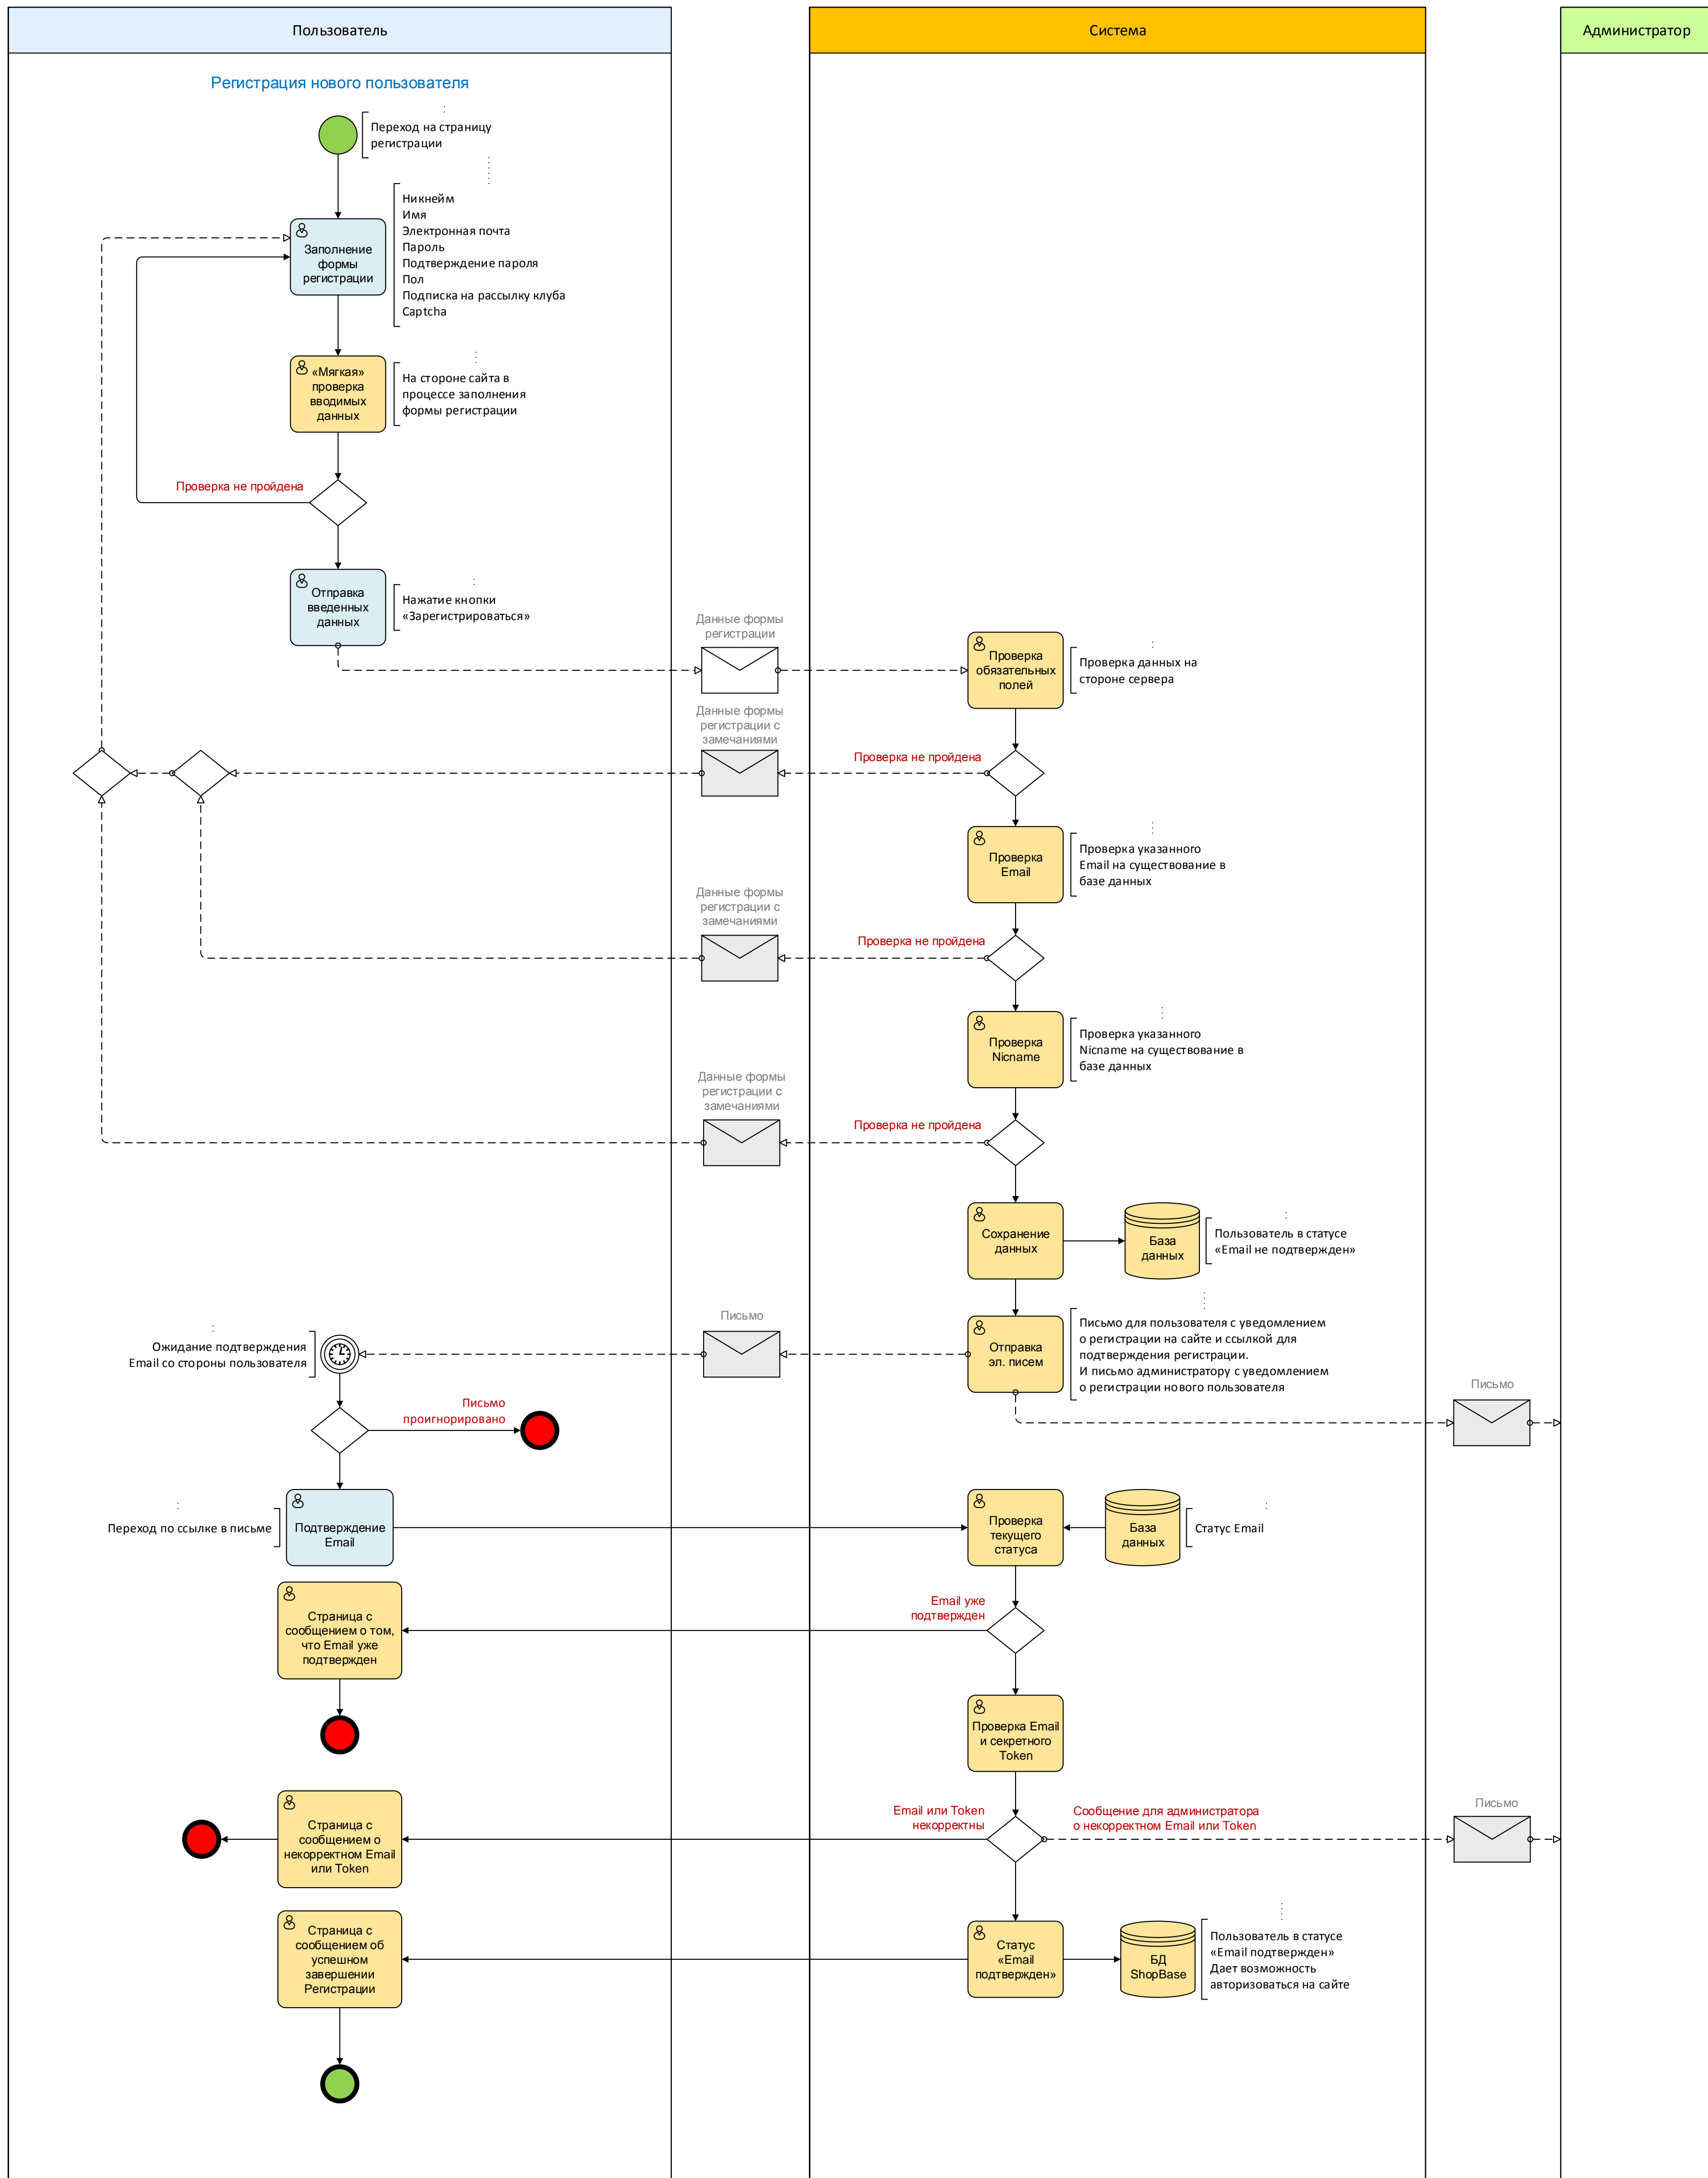 Пользователь
Система
Администратор
Регистрация нового пользователя
Переход на страницу
регистрации
Заполнение
формы
регистрации
Никнейм
Имя
Электронная почта
Пароль
Подтверждение пароля
Пол
Подписка на рассылку клуба
Captcha
«Мягкая»
проверка
вводимых
данных
На стороне сайта в
процессе заполнения
формы регистрации
Проверка не пройдена
Отправка
введенных
данных
Нажатие кнопки
«Зарегистрироваться»
Данные формы
регистрации
Проверка
обязательных
полей
Проверка данных на
стороне сервера
Данные формы
регистрации с
замечаниями
Проверка не пройдена
Проверка
Email
Проверка указанного
Email на существование в
базе данных
Данные формы
регистрации с
замечаниями
Проверка не пройдена
Проверка
Nicname
Проверка указанного
Nicname на существование в
базе данных
Данные формы
регистрации с
замечаниями
Проверка не пройдена
Сохранение
данных
База
данных
Пользователь в статусе
«Email не подтвержден»
Ожидание подтверждения
Email со стороны пользователя
Письмо
Отправка
эл. писем
Письмо для пользователя с уведомлением
о регистрации на сайте и ссылкой для
подтверждения регистрации.
И письмо администратору с уведомлением
о регистрации нового пользователя
Письмо
Письмо
проигнорировано
Переход по ссылке в письме
Подтверждение
Email
Проверка
текущего
статуса
База
данных
Статус Email
Страница с
сообщением о том,
что Email уже
подтвержден
Email уже
подтвержден
Проверка Email
и секретного
Token
Страница с
сообщением о
некорректном Email
или Token
Email или Token
некорректны
Сообщение для администратора
о некорректном Email или Token
Письмо
Страница с
сообщением об
успешном
завершении
Регистрации
Статус
«Email
подтвержден»
БД
ShopBase
Пользователь в статусе
«Email подтвержден»
Дает возможность
авторизоваться на сайте